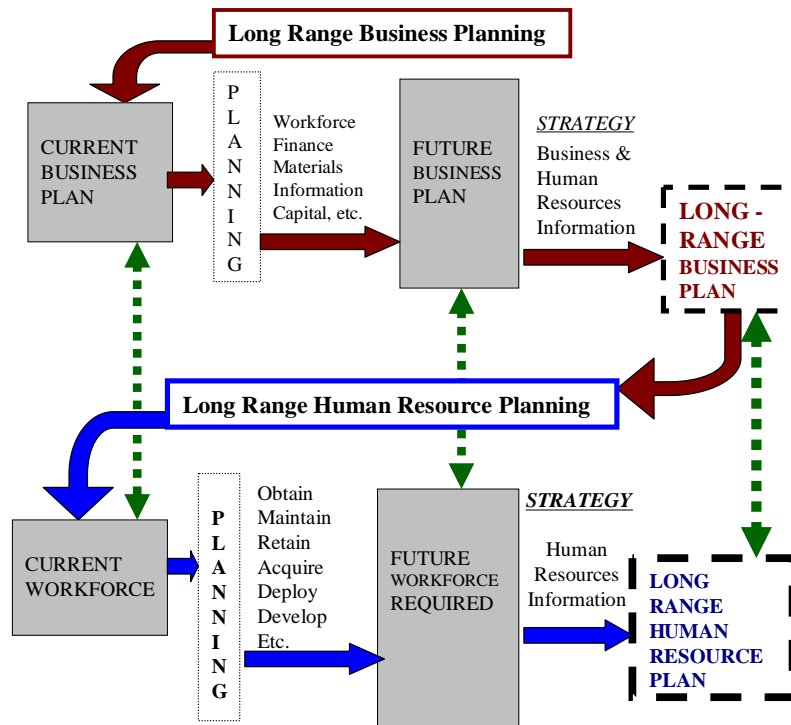 Long Range Business Planning
P
L
A
N
N
I
N
G
CURRENT
BUSINESS
PLAN
Workforce
Finance
Materials
Information
Capital, etc.
FUTURE
BUSINESS
PLAN
STRATEGY
Business &
Human
Resources
Information
LONG -
RANGE
BUSINESS
PLAN
Long Range Human Resource Planning
CURRENT
WORKFORCE
P
L
A
N
N
I
N
G
Obtain
Maintain
Retain
Acquire
Deploy
Develop
Etc.
FUTURE
WORKFORCE
REQUIRED
STRATEGY
Human
Resources
Information
LONG
RANGE
HUMAN
RESOURCE
PLAN